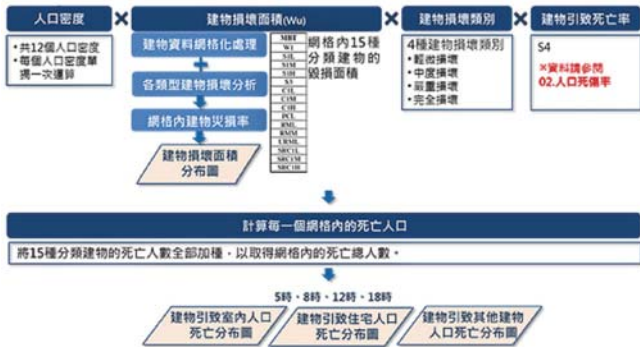 人口密度
建物損壞面積(Wu)
建物損壞類別
建物引致死亡率
• 共12個人口密度
• 每個人口密度單
獨一次運算
建物資料網格化處理
各類型建物損壞分析
網格內建物災損率
建物損壞面積
分布圖
MBT
W1
S1L
S1M
S1H
S3
C1L
C1M
C1H
PCL
RML
RMM
URML
SRC1L
SRC1M
SRC1H
網格內15種
分類建物的
毀損面積
4種建物損壞類別
• 輕微損壞
• 中度損壞
• 嚴重損壞
• 完全損壞
S4
※資料請參閱
02.人口死傷率
計算每一個網格內的死亡人口
將15種分類建物的死亡人數全部加種，以取得網格內的死亡總人數。
5時、8時、12時、18時
建物引致室內人口
死亡分布圖
建物引致住宅人口
死亡分布圖
建物引致其他建物
人口死亡分布圖